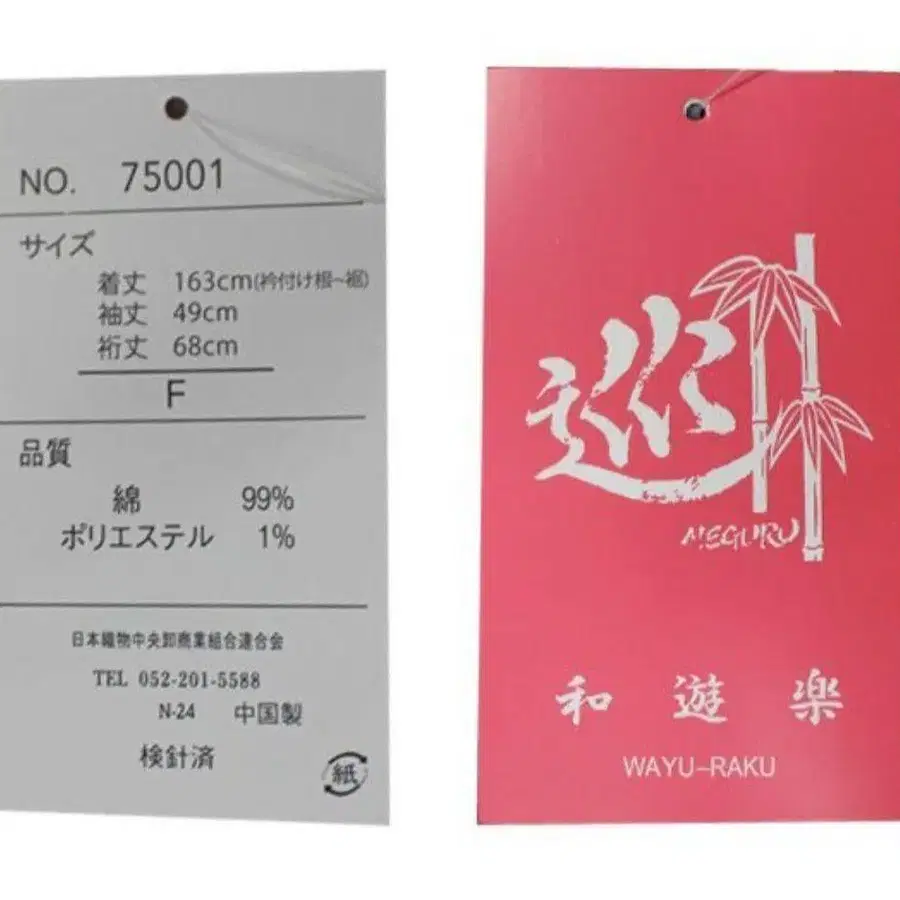 NO. 75001
サイズ
着丈 163cm(衿付け根~裾)
袖丈 49cm
裄丈 68cm
F
品質
綿 99%
ポリエステル 1%
日本織物中央卸商業組合連合会
TEL 052-201-5588
N-24 中国製
検針済
紙
巡
MEGURU
和遊楽
WAYU-RAKU